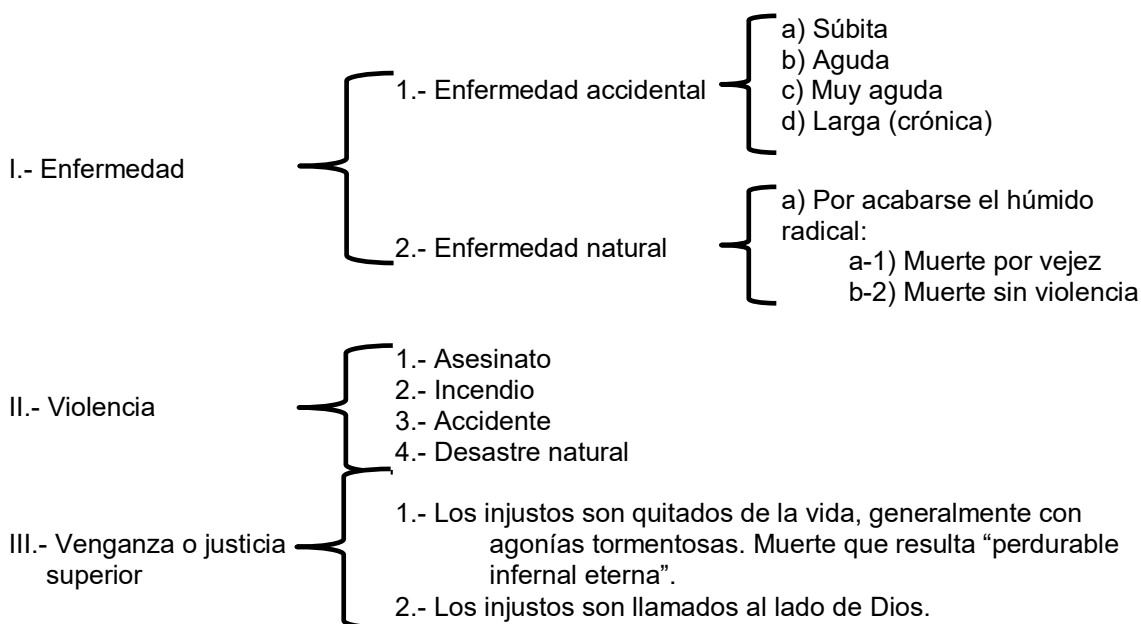 I.- Enfermedad
1.- Enfermedad accidental
a) Súbita
b) Aguda
c) Muy aguda
d) Larga (crónica)
2.- Enfermedad natural
a) Por acabarse el húmido
radical:
a-1) Muerte por vejez
b-2) Muerte sin violencia
II.- Violencia
1.- Asesinato
2.- Incendio
3.- Accidente
4.- Desastre natural
III.- Venganza o justicia
superior
1.- Los injustos son quitados de la vida, generalmente con
agonías tormentosas. Muerte que resulta “perdurable
infernal eterna”.
2.- Los injustos son llamados al lado de Dios.